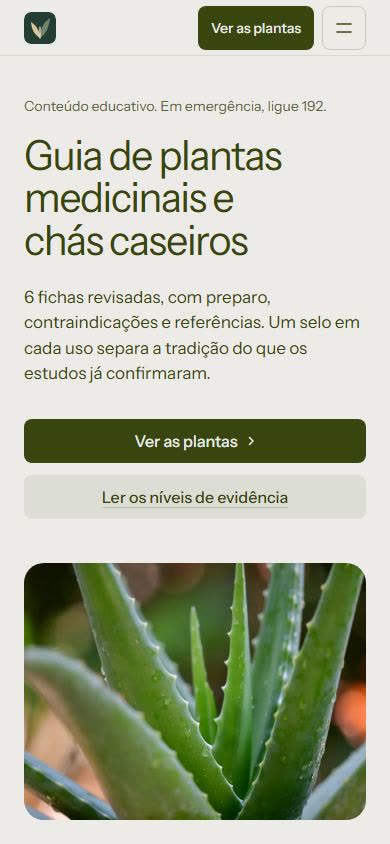 Ver as plantas
Conteúdo educativo. Em emergência, ligue 192.
Guia de plantas
medicinais e
chás caseiros
6 fichas revisadas, com preparo,
contraindicações e referências. Um selo em
cada uso separa a tradição do que os
estudos já confirmaram.
Ver as plantas
Ler os níveis de evidência